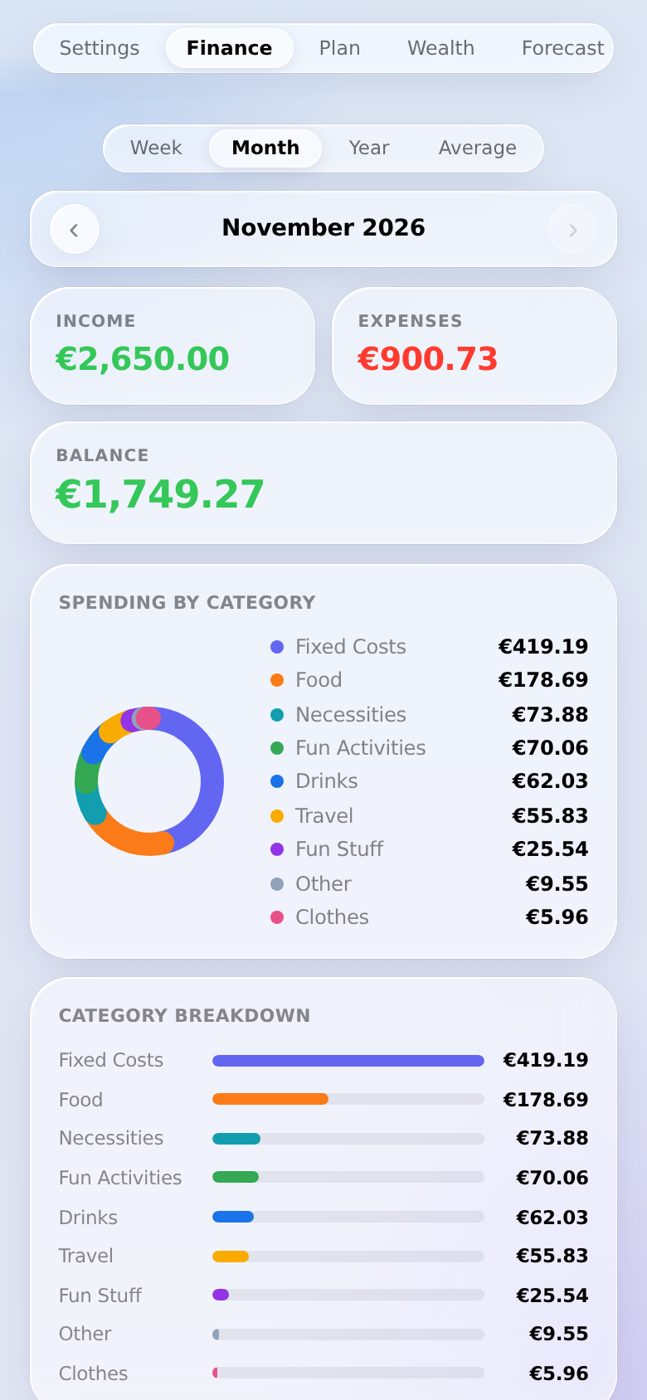 Settings Finance Plan Wealth Forecast
Week Month Year Average
‹ November 2026 ›
INCOME EXPENSES
€2,650.00 €900.73
BALANCE
€1,749.27
SPENDING BY CATEGORY
Fixed Costs €419.19
Food €178.69
Necessities €73.88
Fun Activities €70.06
Drinks €62.03
Travel €55.83
Fun Stuff €25.54
Other €9.55
Clothes €5.96
CATEGORY BREAKDOWN
Fixed Costs €419.19
Food €178.69
Necessities €73.88
Fun Activities €70.06
Drinks €62.03
Travel €55.83
Fun Stuff €25.54
Other €9.55
Clothes €5.96